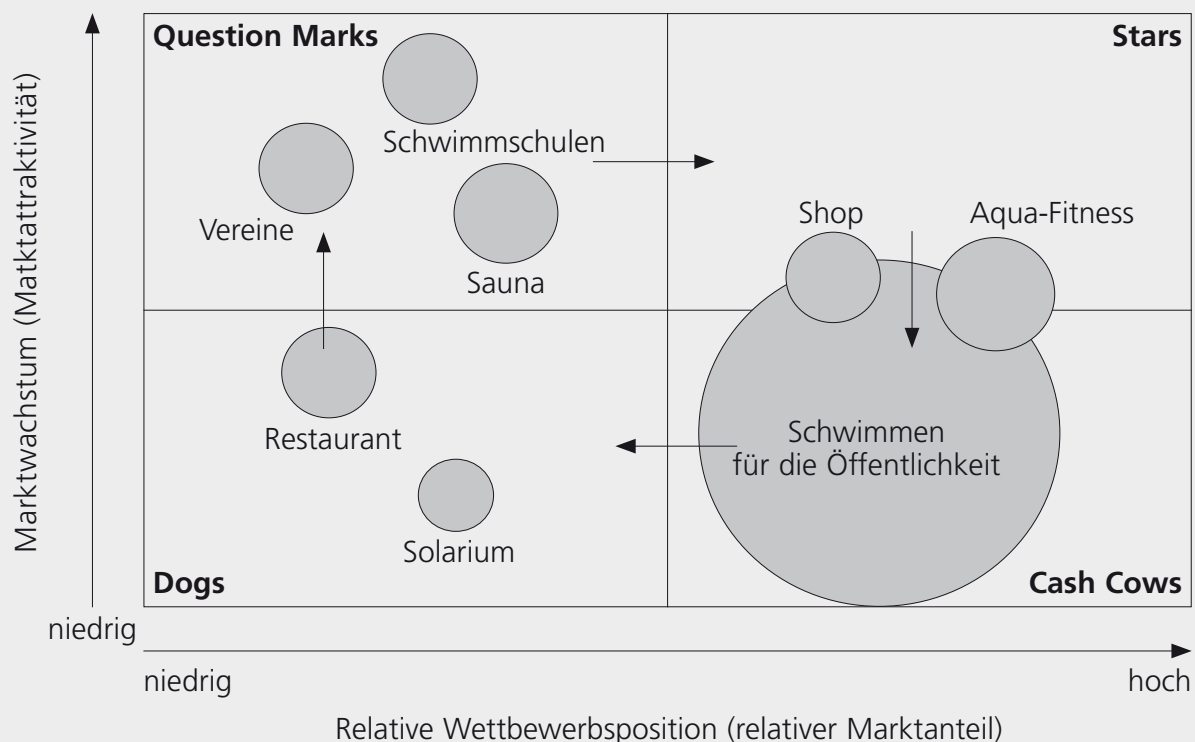 Question Marks
Stars
Schwimmschulen
Vereine
Sauna
Shop
Aqua-Fitness
Restaurant
Solarium
Schwimmen
für die Öffentlichkeit
Dogs
Cash Cows
Marktwachstum (Matktattraktivität)
niedrig
niedrig
hoch
Relative Wettbewerbsposition (relativer Marktanteil)